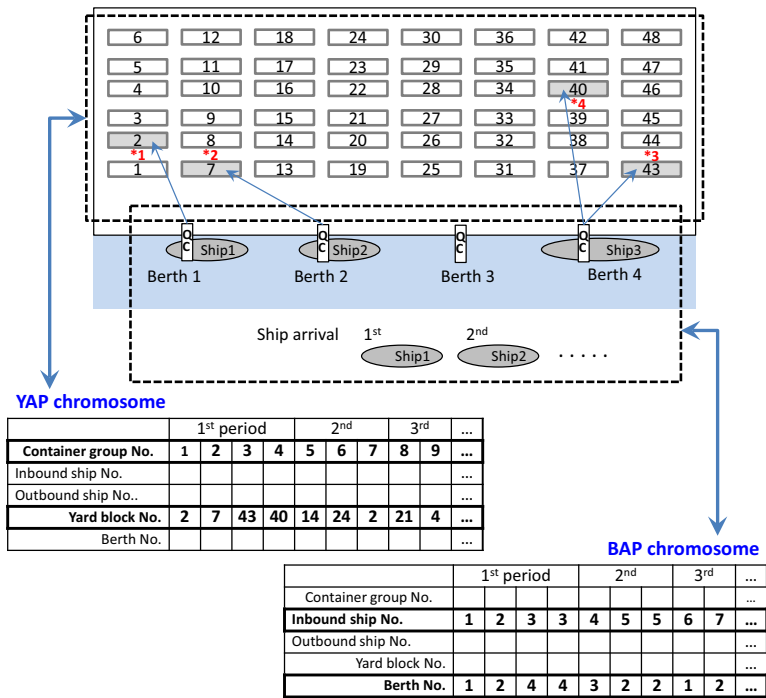 6 12 18 24 30 36 42 48
5 11 17 23 29 35 41 47
4 10 16 22 28 34 40 46
*4
3 9 15 21 27 33 39 45
2 8 14 20 26 32 38 44
*1 *2 *3
1 7 13 19 25 31 37 43
QC QC QC QC
Ship1 Ship2 Ship3
Berth 1 Berth 2 Berth 3 Berth 4
Ship arrival 1st 2nd
Ship1 Ship2 . . . . .
YAP chromosome
1st period 2nd 3rd ...
Container group No. 1 2 3 4 5 6 7 8 9 ...
Inbound ship No. ...
Outbound ship No.. ...
Yard block No. 2 7 43 40 14 24 2 21 4 ...
Berth No. ...
BAP chromosome
1st period 2nd 3rd ...
Container group No. ...
Inbound ship No. 1 2 3 3 4 5 5 6 7 ...
Outbound ship No. ...
Yard block No. ...
Berth No. 1 2 4 4 3 2 2 1 2 ...